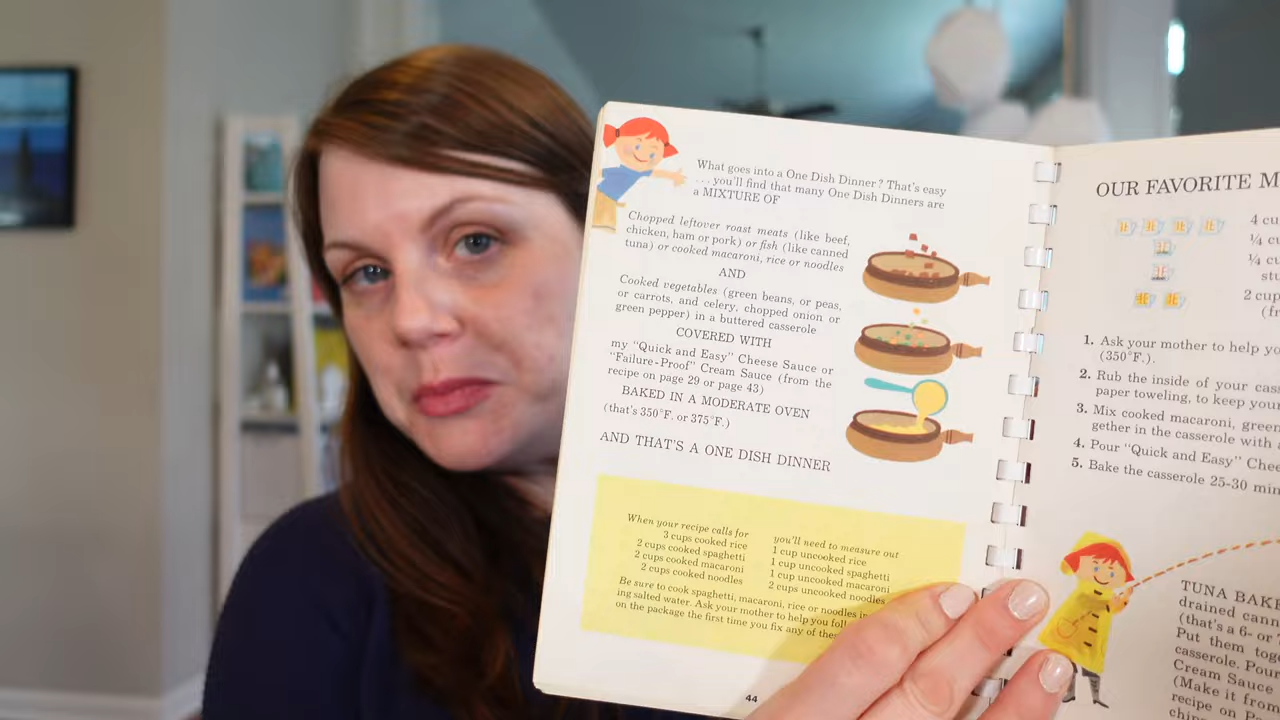 What goes into a One Dish Dinner? That's easy
... you'll find that many One Dish Dinners are
a MIXTURE OF
Chopped leftover roast meats (like beef,
chicken, ham or pork) or fish (like canned
tuna) or cooked macaroni, rice or noodles
AND
Cooked vegetables (green beans, or peas,
or carrots, and celery, chopped onion or
green pepper) in a buttered casserole
COVERED WITH
my "Quick and Easy" Cheese Sauce or
"Failure-Proof" Cream Sauce (from the
recipe on page 29 or page 43)
BAKED IN A MODERATE OVEN
(that's 350°F. or 375°F.)
AND THAT'S A ONE DISH DINNER
When your recipe calls for
3 cups cooked rice
2 cups cooked spaghetti
2 cups cooked macaroni
2 cups cooked noodles
you'll need to measure out
1 cup uncooked rice
1 cup uncooked spaghetti
1 cup uncooked macaroni
2 cups uncooked noodles
Be sure to cook spaghetti, macaroni, rice or noodles in
ing salted water. Ask your mother to help you
on the package the first time you fix any of
44
OUR FAVORITE M
4 cu
¼ cu
¼ cu
st
2 cup
(fr
1. Ask your mother to help yo
(350°F.).
2. Rub the inside of your cas
paper toweling, to keep your
3. Mix cooked macaroni, green
gether in the casserole with
4. Pour "Quick and Easy" Chee
5. Bake the casserole 25-30 min
TUNA BAKE
drained cann
(that's a 6- or
Put them toge
casserole. Pour
Cream Sauce
(Make it from
recipe on Pa